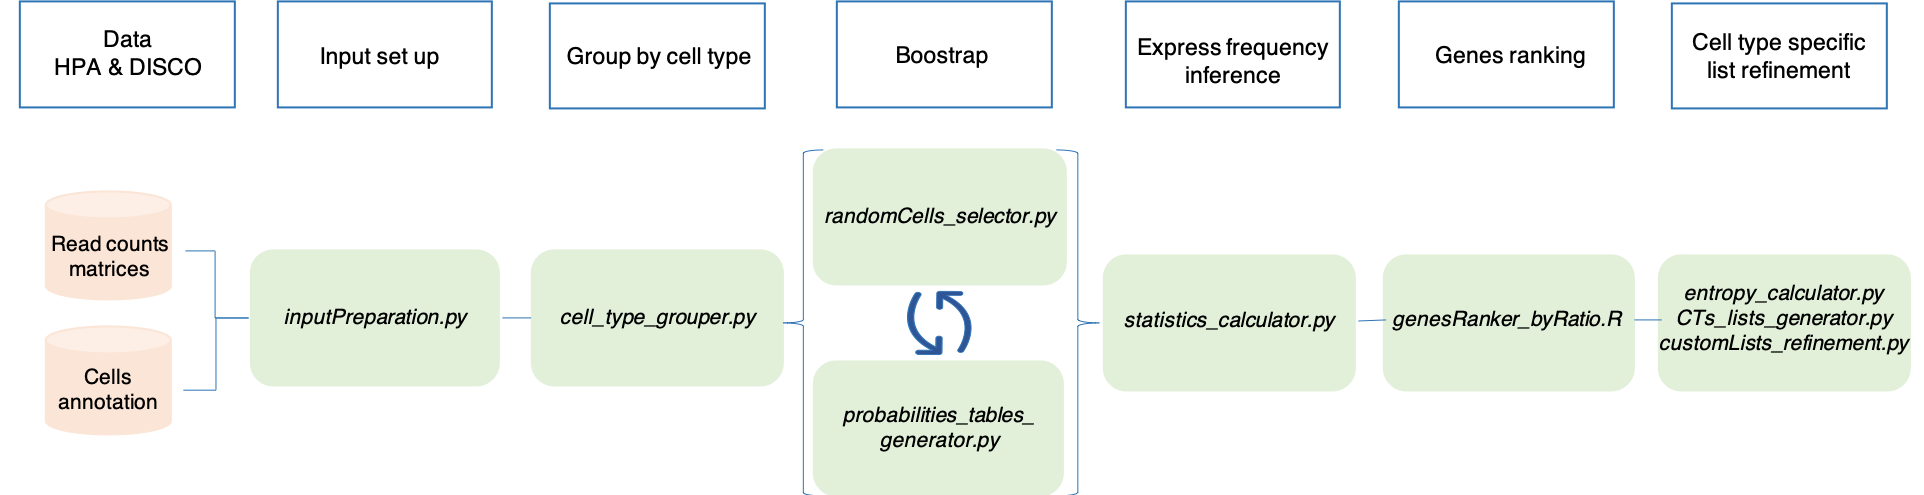 Data
HPA & DISCO
Input set up
Group by cell type
Boostrap
Express frequency
inference
Genes ranking
Cell type specific
list refinement
Read counts
matrices
Cells
annotation
inputPreparation.py
cell_type_grouper.py
randomCells_selector.py
probabilities_tables_
generator.py
statistics_calculator.py
genesRanker_byRatio.R
entropy_calculator.py
CTs_lists_generator.py
customLists_refinement.py